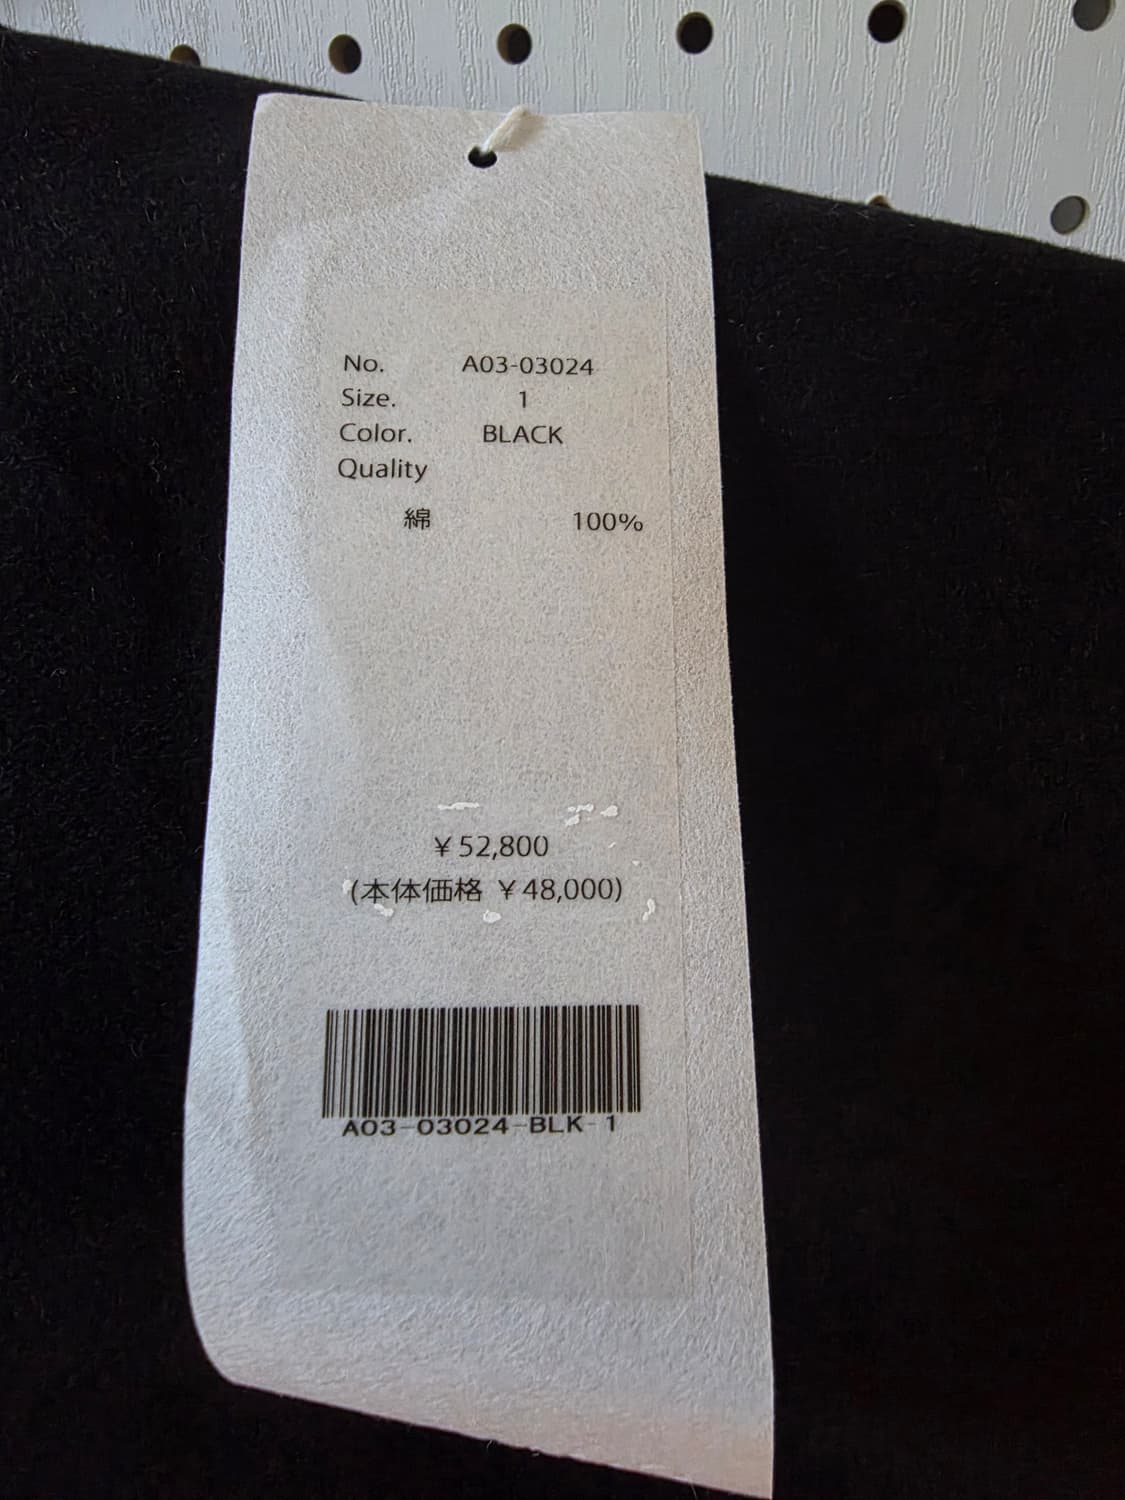 No. A03-03024
Size. 1
Color. BLACK
Quality
綿 100%
¥52,800
(本体価格 ¥48,000)
A03-03024-BLK-1